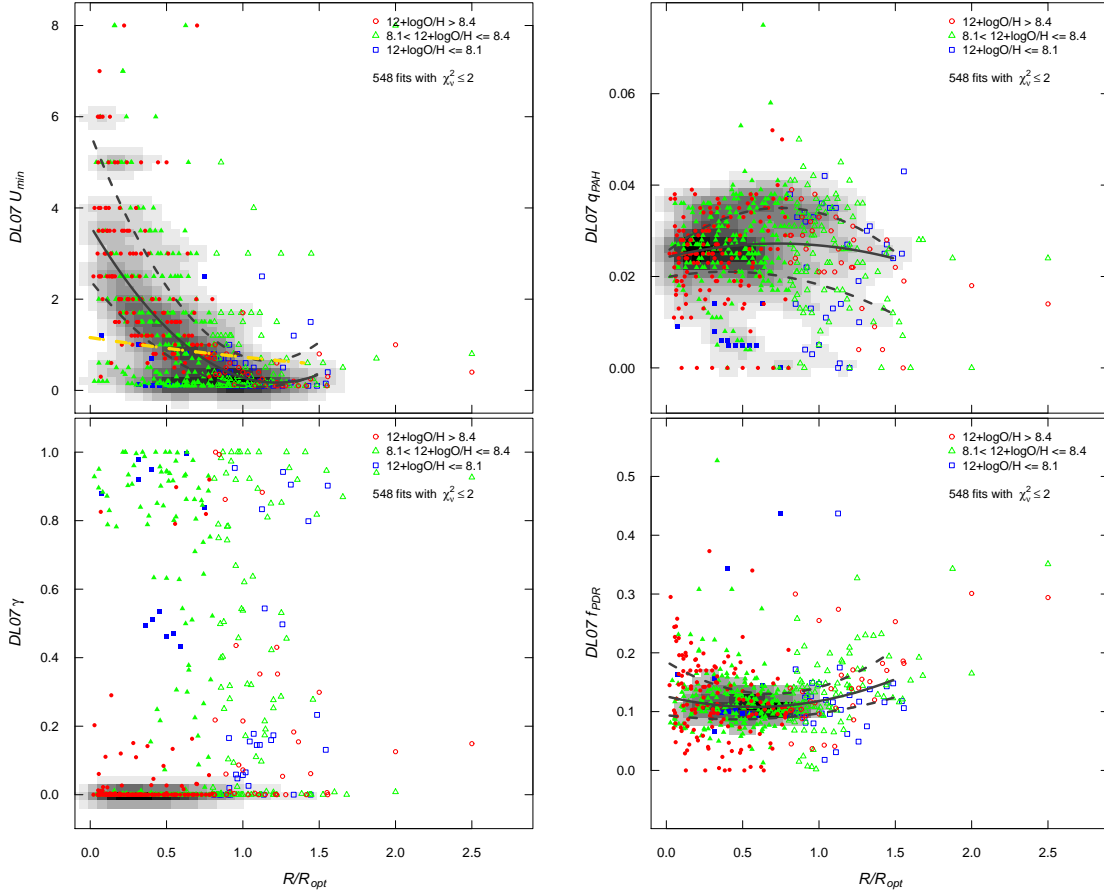 12+logO/H > 8.4
8.1< 12+logO/H <= 8.4
12+logO/H <= 8.1
548 fits with χ²ᵥ ≤ 2
DL07 Umin
0
2
4
6
8
12+logO/H > 8.4
8.1< 12+logO/H <= 8.4
12+logO/H <= 8.1
548 fits with χ²ᵥ ≤ 2
DL07 qPAH
0.00
0.02
0.04
0.06
12+logO/H > 8.4
8.1< 12+logO/H <= 8.4
12+logO/H <= 8.1
548 fits with χ²ᵥ ≤ 2
DL07 γ
0.0
0.2
0.4
0.6
0.8
1.0
0.0 0.5 1.0 1.5 2.0 2.5
R/Ropt
12+logO/H > 8.4
8.1< 12+logO/H <= 8.4
12+logO/H <= 8.1
548 fits with χ²ᵥ ≤ 2
DL07 fPDR
0.0
0.1
0.2
0.3
0.4
0.5
0.0 0.5 1.0 1.5 2.0 2.5
R/Ropt